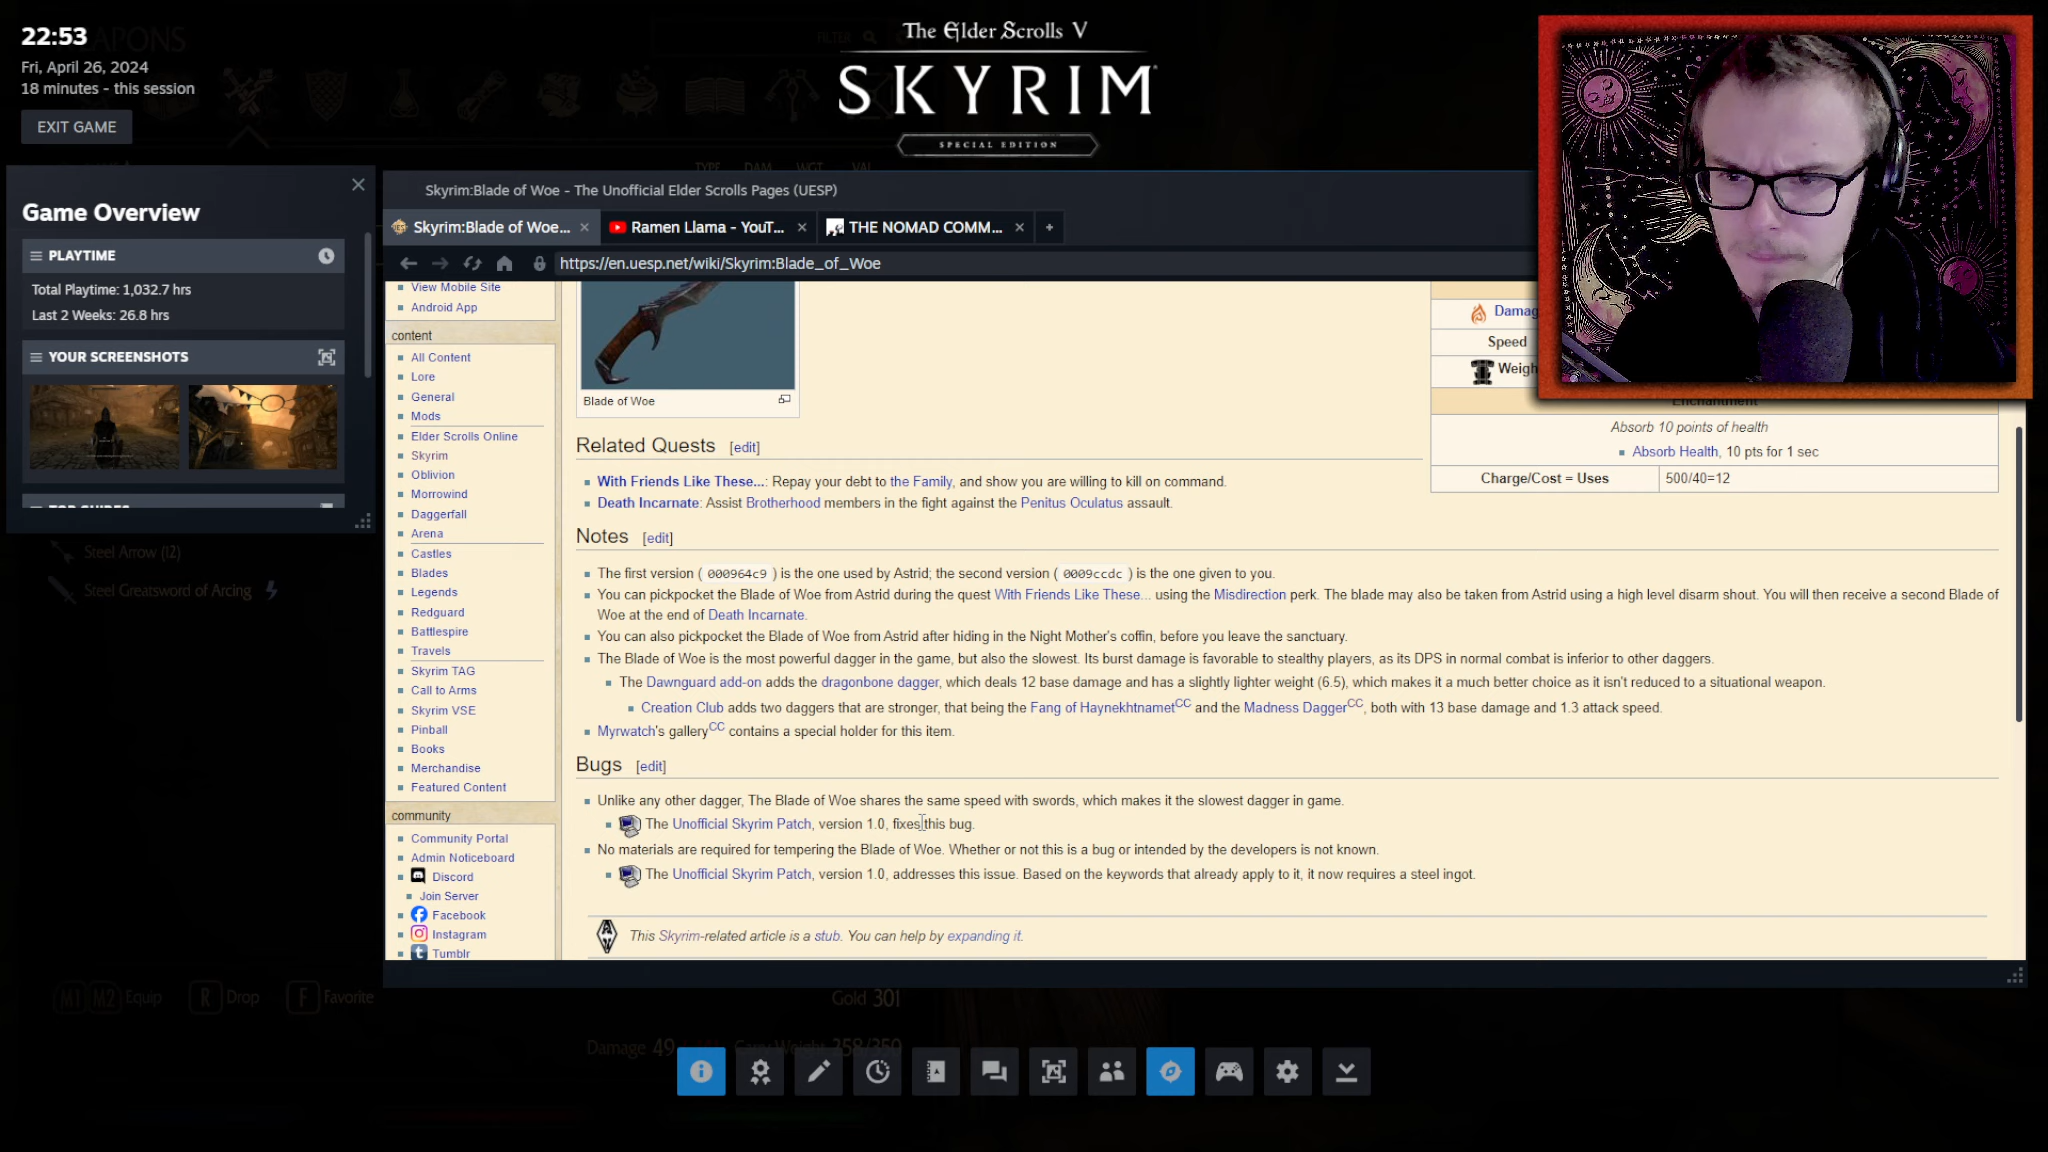 22:53
Fri, April 26, 2024
18 minutes - this session
EXIT GAME
The Elder Scrolls V
SKYRIM
SPECIAL EDITION
FILTER
TYPE DAM WGT VAL
Game Overview
PLAYTIME
Total Playtime: 1,032.7 hrs
Last 2 Weeks: 26.8 hrs
YOUR SCREENSHOTS
Steel Arrow (12)
Steel Greatsword of Arcing
Skyrim:Blade of Woe - The Unofficial Elder Scrolls Pages (UESP)
Skyrim:Blade of Woe...
Ramen Llama - YouT...
THE NOMAD COMM...
https://en.uesp.net/wiki/Skyrim:Blade_of_Woe
View Mobile Site
Android App
content
All Content
Lore
General
Mods
Elder Scrolls Online
Skyrim
Oblivion
Morrowind
Daggerfall
Arena
Castles
Blades
Legends
Redguard
Battlespire
Travels
Skyrim TAG
Call to Arms
Skyrim VSE
Pinball
Books
Merchandise
Featured Content
community
Community Portal
Admin Noticeboard
Discord
Join Server
Facebook
Instagram
Tumblr
Blade of Woe
Speed
Enchantment
Absorb 10 points of health
Absorb Health, 10 pts for 1 sec
Charge/Cost = Uses 500/40=12
Related Quests [edit]
With Friends Like These...: Repay your debt to the Family, and show you are willing to kill on command.
Death Incarnate: Assist Brotherhood members in the fight against the Penitus Oculatus assault.
Notes [edit]
The first version ( 000964c9 ) is the one used by Astrid; the second version ( 0009ccdc ) is the one given to you.
You can pickpocket the Blade of Woe from Astrid during the quest With Friends Like These... using the Misdirection perk. The blade may also be taken from Astrid using a high level disarm shout. You will then receive a second Blade of
Woe at the end of Death Incarnate.
You can also pickpocket the Blade of Woe from Astrid after hiding in the Night Mother's coffin, before you leave the sanctuary.
The Blade of Woe is the most powerful dagger in the game, but also the slowest. Its burst damage is favorable to stealthy players, as its DPS in normal combat is inferior to other daggers.
The Dawnguard add-on adds the dragonbone dagger, which deals 12 base damage and has a slightly lighter weight (6.5), which makes it a much better choice as it isn't reduced to a situational weapon.
Creation Club adds two daggers that are stronger, that being the Fang of HaynekhtnametCC and the Madness DaggerCC, both with 13 base damage and 1.3 attack speed.
Myrwatch's galleryCC contains a special holder for this item.
Bugs [edit]
Unlike any other dagger, The Blade of Woe shares the same speed with swords, which makes it the slowest dagger in game.
The Unofficial Skyrim Patch, version 1.0, fixes this bug.
No materials are required for tempering the Blade of Woe. Whether or not this is a bug or intended by the developers is not known.
The Unofficial Skyrim Patch, version 1.0, addresses this issue. Based on the keywords that already apply to it, it now requires a steel ingot.
This Skyrim-related article is a stub. You can help by expanding it.
M1 M2 Equip R Drop F Favorite
Gold 301
Damage 49 Carry Weight 358/350